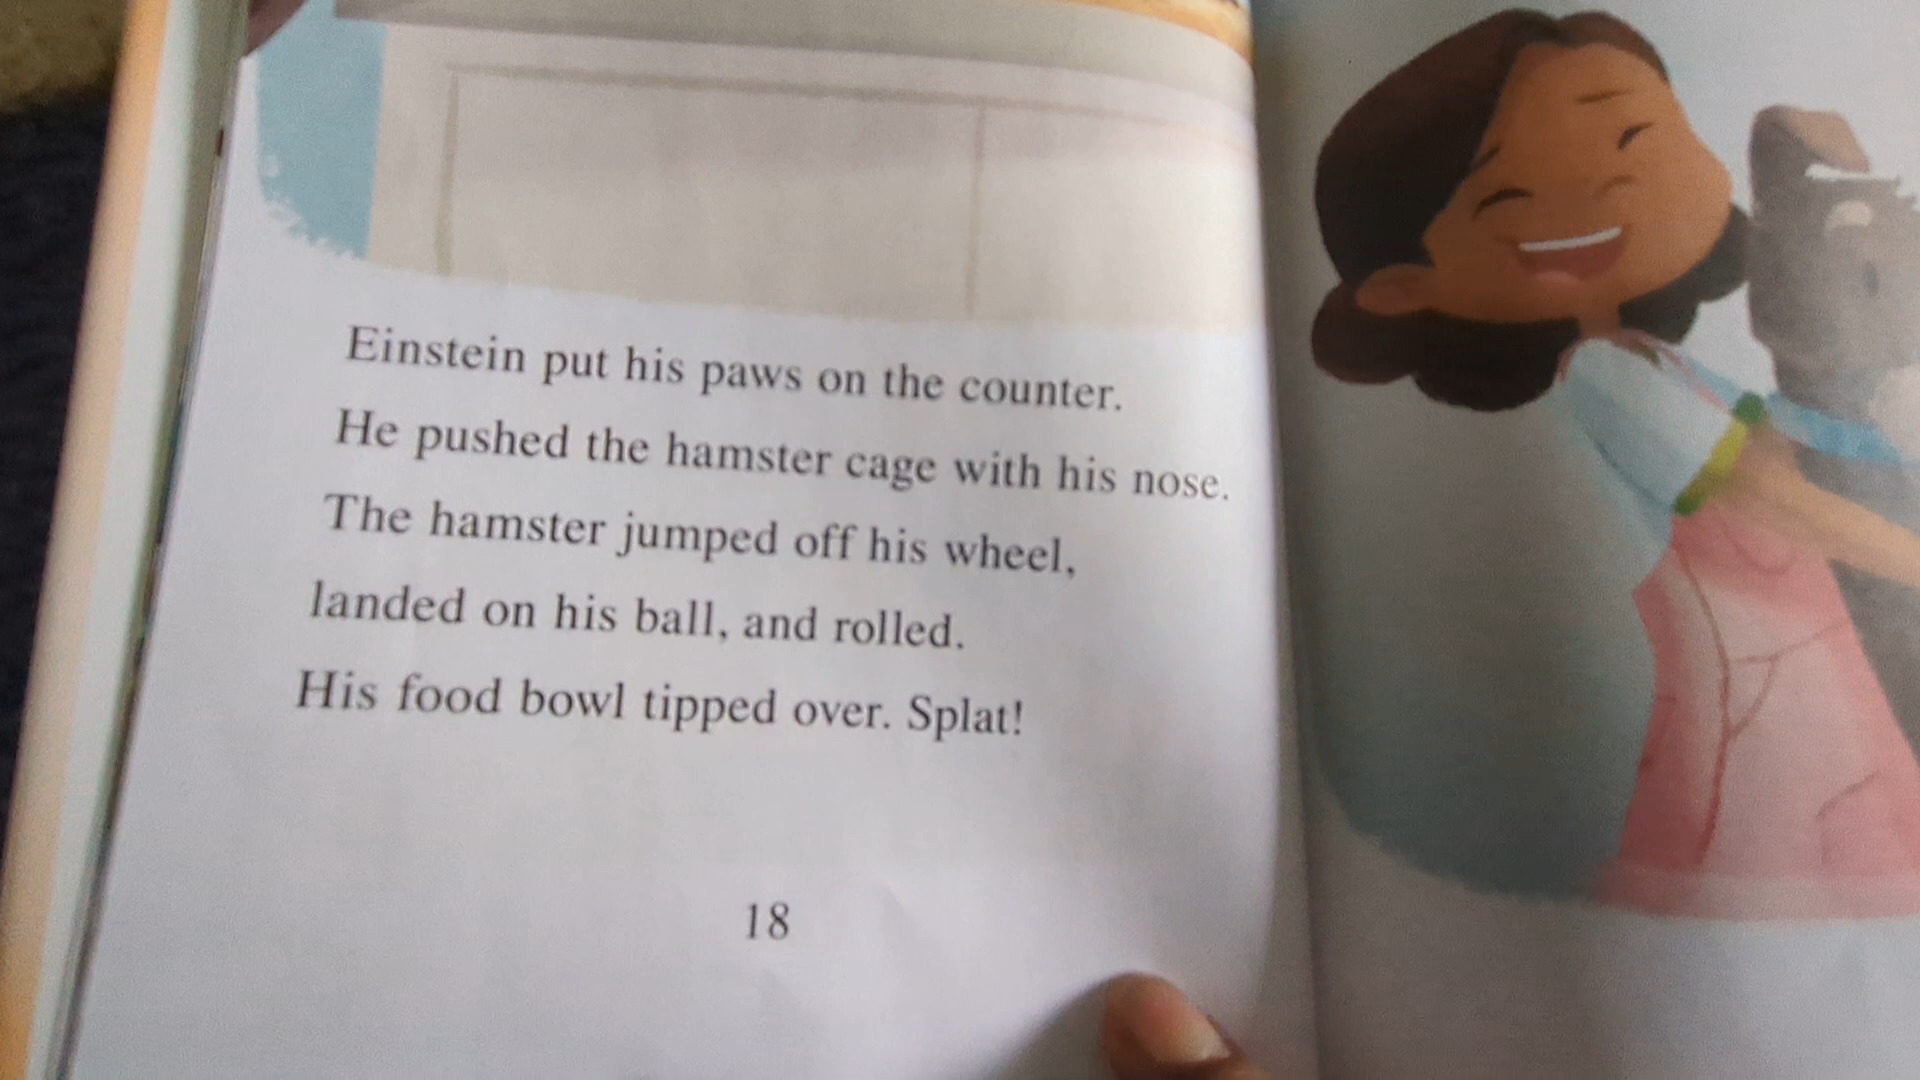 Einstein put his paws on the counter.
He pushed the hamster cage with his nose.
The hamster jumped off his wheel,
landed on his ball, and rolled.
His food bowl tipped over. Splat!
18